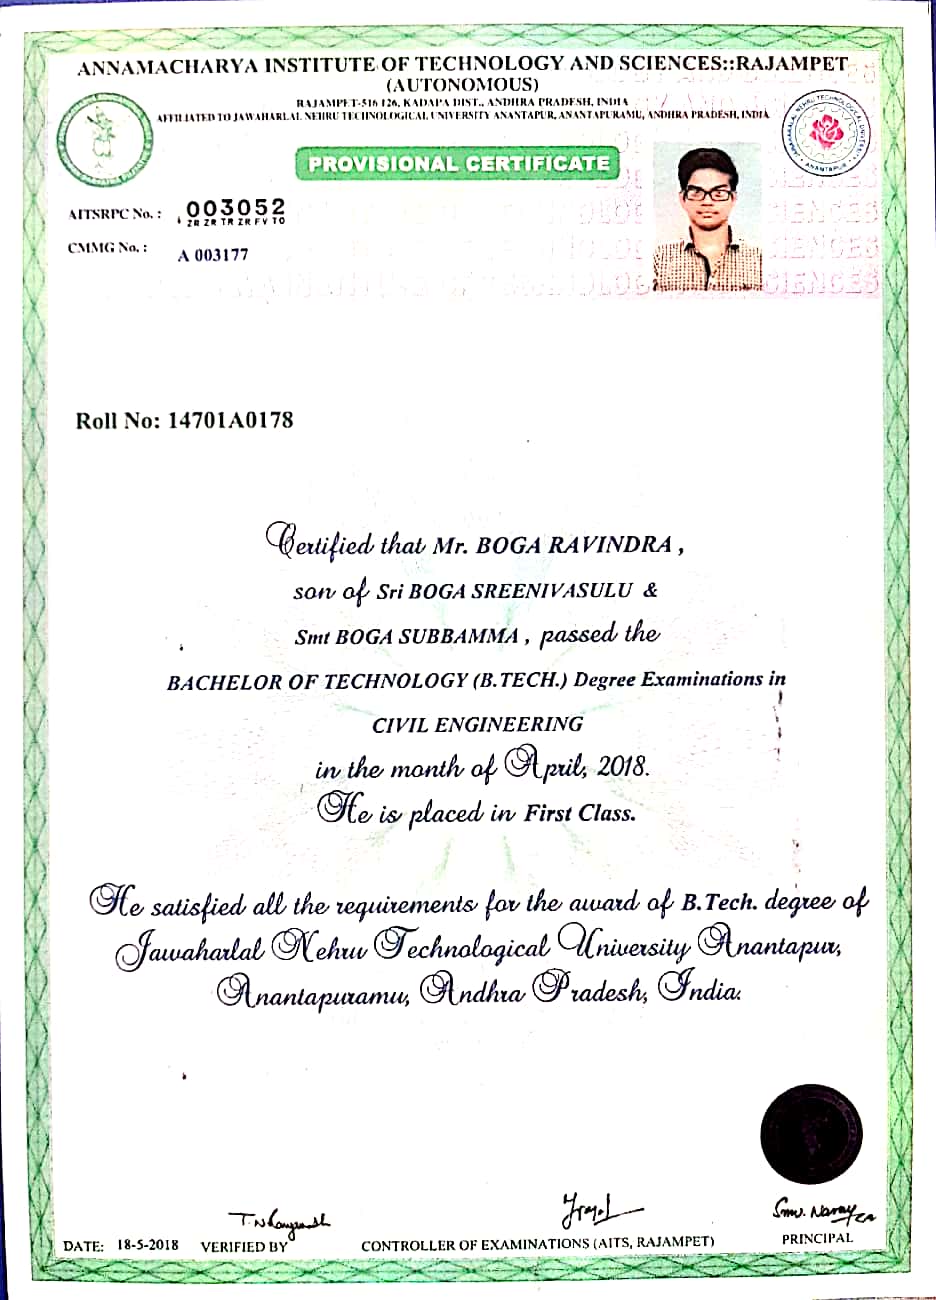 ANNAMACHARYA INSTITUTE OF TECHNOLOGY AND SCIENCES::RAJAMPET
(AUTONOMOUS)
RAJAMPET-516 126, KADAPA DIST., ANDHRA PRADESH, INDIA
AFFILIATED TO JAWAHARLAL NEHRU TECHNOLOGICAL UNIVERSITY ANANTAPUR, ANANTAPURAMU, ANDHRA PRADESH, INDIA
PROVISIONAL CERTIFICATE
AITSRPC No. : 003052
ZR ZR TR ZR FV TO
CMMG No. : A 003177
Roll No: 14701A0178
Certified that Mr. BOGA RAVINDRA ,
son of Sri BOGA SREENIVASULU &
Smt BOGA SUBBAMMA , passed the
BACHELOR OF TECHNOLOGY (B.TECH.) Degree Examinations in
CIVIL ENGINEERING
in the month of April, 2018.
He is placed in First Class.
He satisfied all the requirements for the award of B.Tech. degree of
Jawaharlal Nehru Technological University Anantapur,
Anantapuramu, Andhra Pradesh, India.
DATE: 18-5-2018 VERIFIED BY CONTROLLER OF EXAMINATIONS (AITS, RAJAMPET) PRINCIPAL